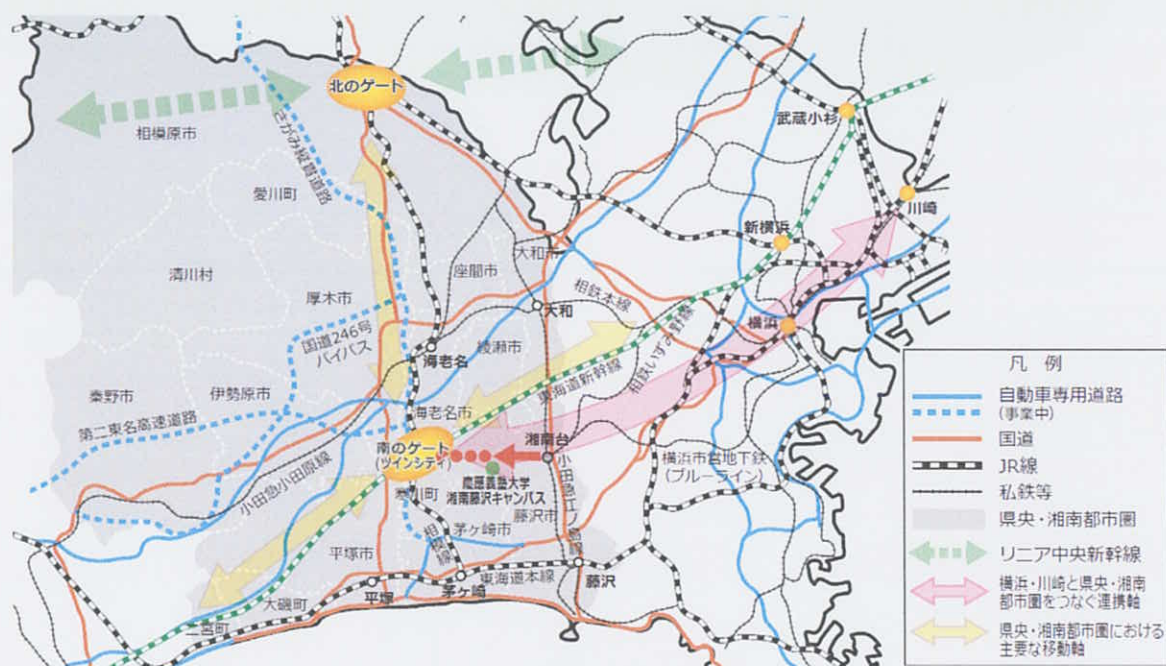 北のゲート
相模原市
さがみ縦貫道路
愛川町
武蔵小杉
川崎
新横浜
清川村
座間市
大和市
厚木市
相鉄本線
大和
横浜
国道246号
バイパス
海老名
綾瀬市
相鉄いずみ野線
秦野市
伊勢原市
東海道新幹線
第二東名高速道路
海老名市
小田急小田原線
南のゲート
(ツインシティ)
湘南台
慶應義塾大学
湘南藤沢キャンパス
横浜市営地下鉄
(ブルーライン)
寒川町
藤沢市
小田急江ノ島線
相模線
茅ヶ崎市
平塚市
東海道本線
藤沢
大磯町
平塚
茅ヶ崎
二宮町
凡 例
自動車専用道路
(事業中)
国道
JR線
私鉄等
県央・湘南都市圏
リニア中央新幹線
横浜・川崎と県央・湘南
都市圏をつなぐ連携軸
県央・湘南都市圏における
主要な移動軸